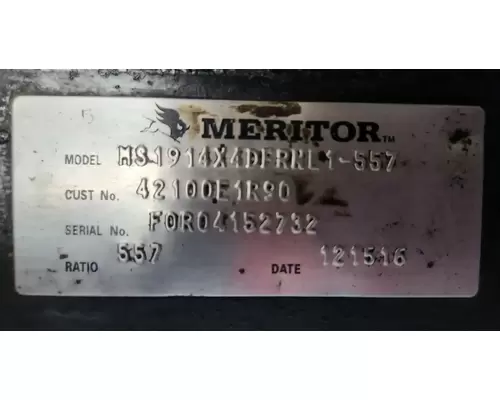 MERITOR™
MODEL MS1914X4DFRNL1-557
CUST No. 42100E1R90
SERIAL No. FOR04152732
RATIO 557 DATE 121516